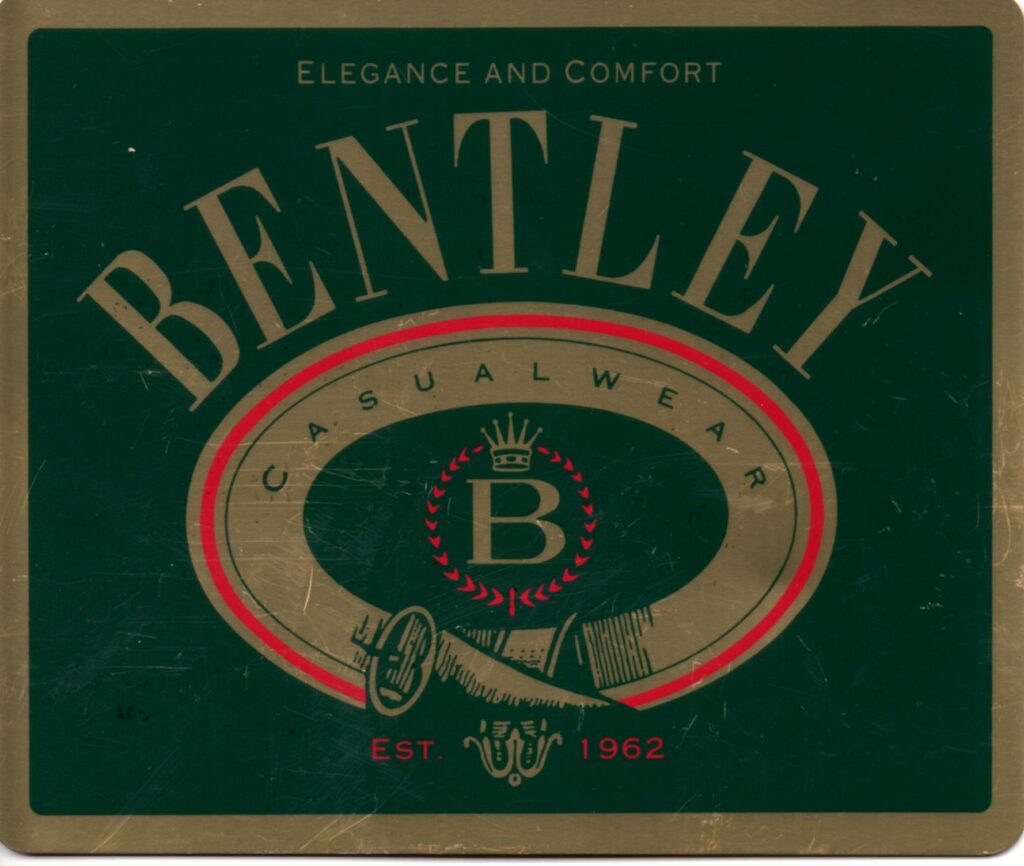 ELEGANCE AND COMFORT
BENTLEY
CASUALWEAR
B
EST. 1962